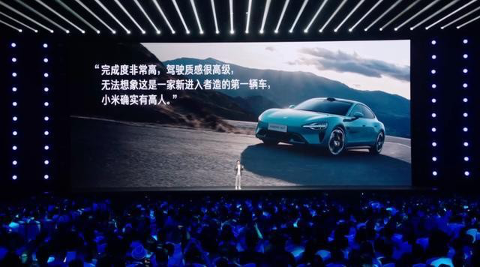 “完成度非常高，驾驶质感很高级，
无法想象这是一家新进入者造的第一辆车，
小米确实有高人。”